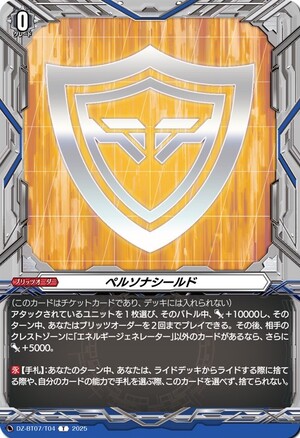 0
グレード
ペルソナシールド
ブリッツオーダー
(このカードはチケットカードであり、デッキには入れられない)
アタックされているユニットを1枚選び、そのバトル中、+10000し、その
ターン中、あなたはブリッツオーダーを2回までプレイできる。その後、相手の
クレストゾーンに「エネルギージェネレーター」以外のカードがあるなら、さらに
+5000。
永【手札】:あなたのターン中、あなたは、ライドデッキからライドする際に捨て
る際や、自分のカードの能力で手札を選ぶ際、このカードを選べず、捨てられない。
DZ-BT07/T04 2025